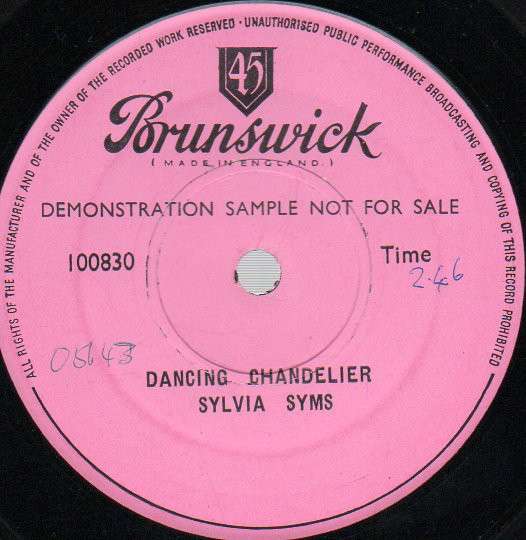 ALL RIGHTS OF THE MANUFACTURER AND OF THE OWNER OF THE RECORDED WORK RESERVED · UNAUTHORISED PUBLIC PERFORMANCE BROADCASTING AND COPYING OF THIS RECORD PROHIBITED
45
Brunswick
(MADE IN ENGLAND.)
DEMONSTRATION SAMPLE NOT FOR SALE
100830 Time
2.46
05643
DANCING CHANDELIER
SYLVIA SYMS